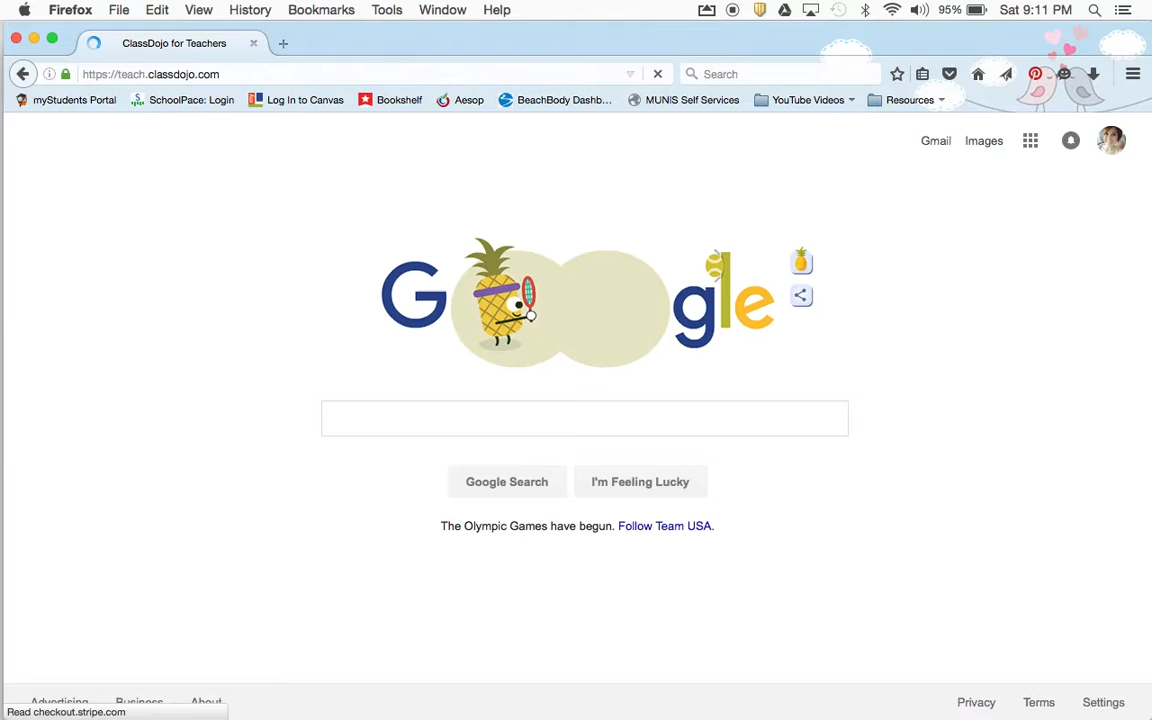 Firefox File Edit View History Bookmarks Tools Window Help 95% Sat 9:11 PM
ClassDojo for Teachers
https://teach.classdojo.com Search
myStudents Portal SchoolPace: Login Log In to Canvas Bookshelf Aesop BeachBody Dashb... MUNIS Self Services YouTube Videos Resources
Gmail Images
G gle
Google Search I'm Feeling Lucky
The Olympic Games have begun. Follow Team USA.
Advertising Business About Privacy Terms Settings
Read checkout.stripe.com